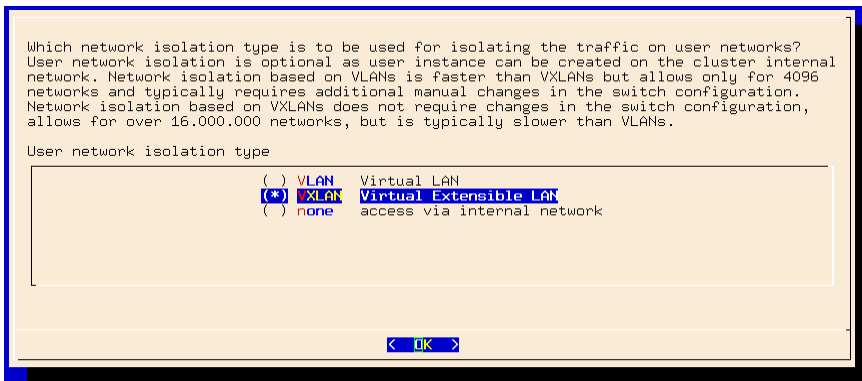 Which network isolation type is to be used for isolating the traffic on user networks?
User network isolation is optional as user instance can be created on the cluster internal
network. Network isolation based on VLANs is faster than VXLANs but allows only for 4096
networks and typically requires additional manual changes in the switch configuration.
Network isolation based on VXLANs does not require changes in the switch configuration,
allows for over 16.000.000 networks, but is typically slower than VLANs.
User network isolation type
( ) VLAN Virtual LAN
(*) VXLAN Virtual Extensible LAN
( ) none access via internal network
< OK >